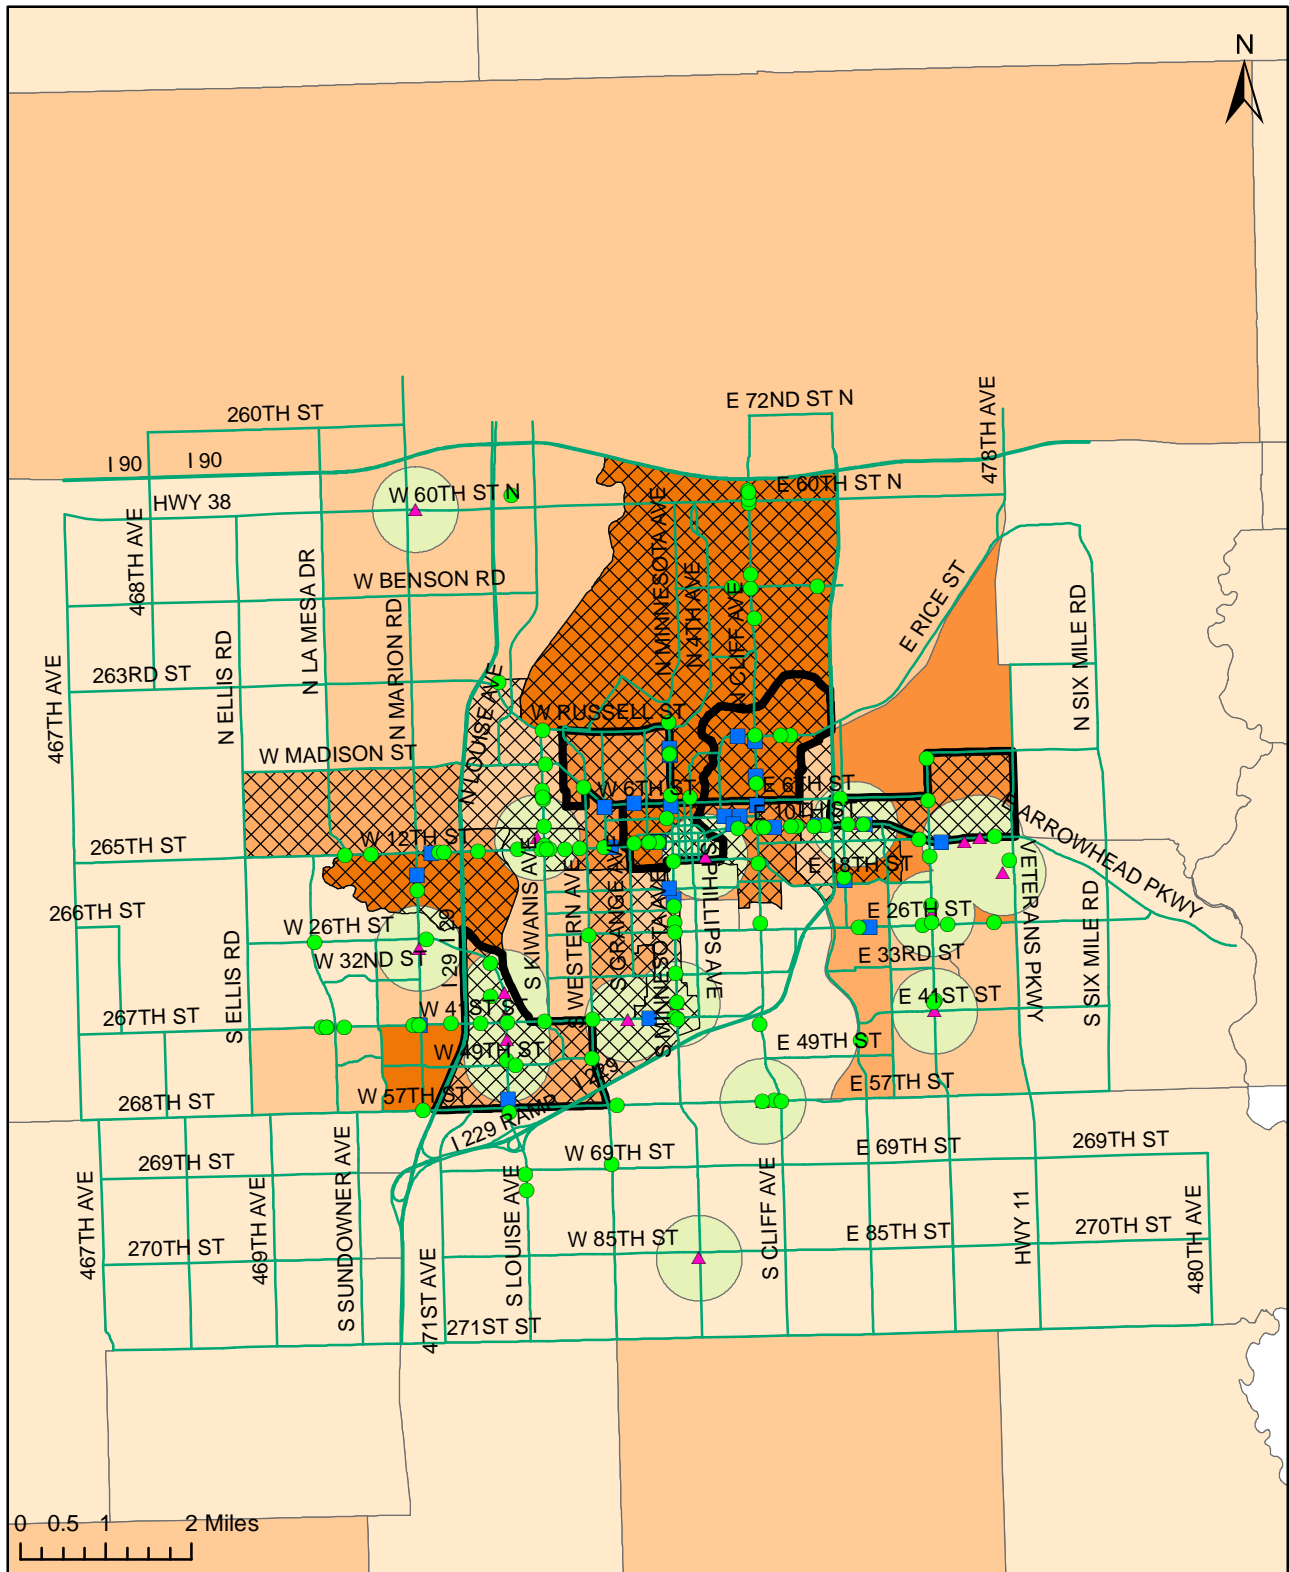 N
E 72ND ST N
478TH AVE
260TH ST
I 90
I 90
HWY 38
W 60TH ST N
E 60TH ST N
468TH AVE
N LA MESA DR
W BENSON RD
N MARION RD
N MINNESOTA AVE
N 4TH AVE
N CLIFF AVE
E RICE ST
N SIX MILE RD
467TH AVE
263RD ST
N ELLIS RD
N LOUISE AVE
W RUSSELL ST
W MADISON ST
W 6TH ST
E 6TH ST
E 10TH ST
E ARROWHEAD PKWY
265TH ST
W 12TH ST
E 18TH ST
S KIWANIS AVE
S WESTERN AVE
S GRANGE AVE
S MINNESOTA AVE
S PHILLIPS AVE
VETERANS PKWY
S SIX MILE RD
266TH ST
W 26TH ST
E 26TH ST
W 32ND ST
E 33RD ST
I 29
I 29
S ELLIS RD
267TH ST
W 41ST S
E 41ST ST
W 49TH ST
E 49TH ST
I 229
268TH ST
W 57TH ST
E 57TH ST
I 229 RAMP
269TH ST
W 69TH ST
E 69TH ST
269TH ST
467TH AVE
469TH AVE
S SUNDOWNER AVE
471ST AVE
S LOUISE AVE
S CLIFF AVE
HWY 11
480TH AVE
270TH ST
W 85TH ST
E 85TH ST
270TH ST
271ST ST
0 0.5 1 2 Miles